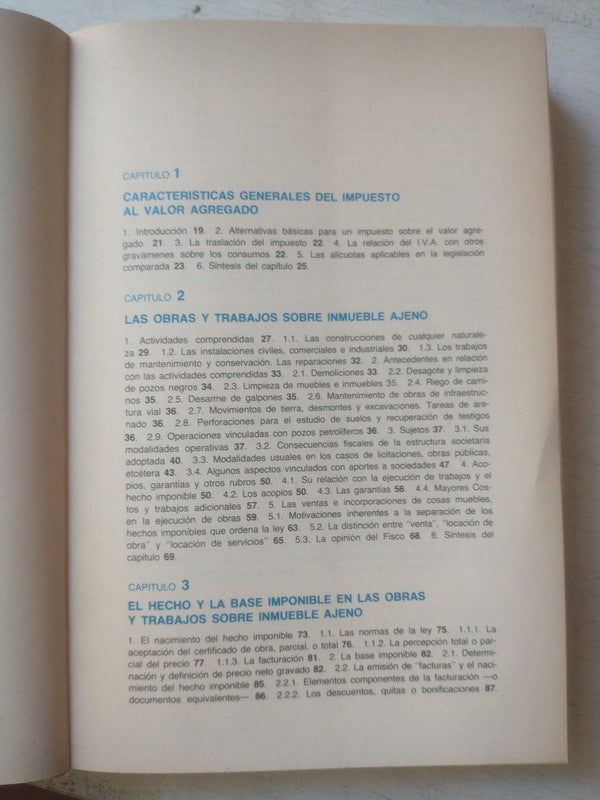 CAPITULO 1
CARACTERISTICAS GENERALES DEL IMPUESTO
AL VALOR AGREGADO
1. Introducción 19. 2. Alternativas básicas para un impuesto sobre el valor agre-
gado 21. 3. La traslación del impuesto 22. 4. La relación del I.V.A. con otros
gravámenes sobre los consumos 22. 5. Las alícuotas aplicables en la legislación
comparada 23. 6. Síntesis del capítulo 25.
CAPITULO 2
LAS OBRAS Y TRABAJOS SOBRE INMUEBLE AJENO
1. Actividades comprendidas 27. 1.1. Las construcciones de cualquier naturale-
za 29. 1.2. Las instalaciones civiles, comerciales e industriales 30. 1.3. Los trabajos
de mantenimiento y conservación. Las reparaciones 32. 2. Antecedentes en relación
con las actividades comprendidas 33. 2.1. Demoliciones 33. 2.2. Desagote y limpieza
de pozos negros 34. 2.3. Limpieza de muebles e inmuebles 35. 2.4. Riego de cami-
nos 35. 2.5. Desarme de galpones 35. 2.6. Mantenimiento de obras de infraestruc-
tura vial 36. 2.7. Movimientos de tierra, desmontes y excavaciones. Tareas de are-
nado 36. 2.8. Perforaciones para el estudio de suelos y recuperación de testigos
36. 2.9. Operaciones vinculadas con pozos petrolíferos 36. 3. Sujetos 37. 3.1. Sus
modalidades operativas 37. 3.2. Consecuencias fiscales de la estructura societaria
adoptada 40. 3.3. Modalidades usuales en los casos de licitaciones, obras públicas,
etcétera 43. 3.4. Algunos aspectos vinculados con aportes a sociedades 47. 4. Aco-
pios, garantías y otros rubros 50. 4.1. Su relación con la ejecución de trabajos y el
hecho imponible 50. 4.2. Los acopios 50. 4.3. Las garantías 56. 4.4. Mayores Cos-
tos y trabajos adicionales 57. 5. Las ventas e incorporaciones de cosas muebles,
en la ejecución de obras 59. 5.1. Motivaciones inherentes a la separación de los
hechos imponibles que ordena la ley 63. 5.2. La distinción entre "venta", "locación de
obra" y "locación de servicios" 65. 5.3. La opinión del Fisco 68. 6. Síntesis del
capítulo 69.
CAPITULO 3
EL HECHO Y LA BASE IMPONIBLE EN LAS OBRAS
Y TRABAJOS SOBRE INMUEBLE AJENO
1. El nacimiento del hecho imponible 73. 1.1. Las normas de la ley 75. 1.1.1. La
aceptación del certificado de obra, parcial, o total 76. 1.1.2. La percepción total o par-
cial del precio 77. 1.1.3. La facturación 81. 2. La base imponible 82. 2.1. Determi-
nación y definición de precio neto gravado 82. 2.2. La emisión de "facturas" y el naci-
miento del hecho imponible 85. 2.2.1. Elementos componentes de la facturación —o
documentos equivalentes— 86. 2.2.2. Los descuentos, quitas o bonificaciones 87.